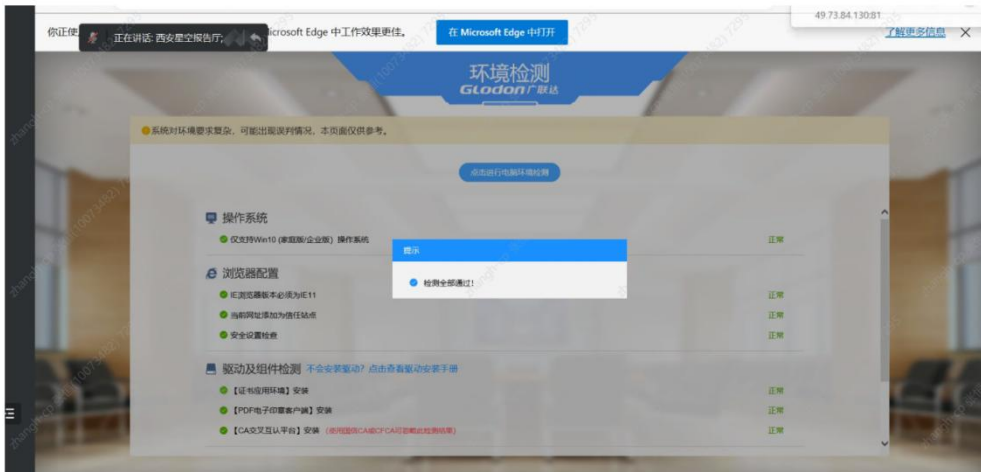 49.73.84.130:81
你正使
正在讲话: 西安星空报告厅;
icrosoft Edge 中工作效果更佳。
在 Microsoft Edge 中打开
了解更多信息
环境检测
GLodon广联达
系统对环境要求复杂，可能出现误判情况，本页面仅供参考。
点击进行电脑环境检测
操作系统
仅支持Win10 (家庭版/企业版) 操作系统
正常
提示
检测全部通过!
浏览器配置
IE浏览器版本必须为IE11
正常
当前网址添加为信任站点
正常
安全设置检查
正常
驱动及组件检测 不会安装驱动? 点击查看驱动安装手册
【证书应用环境】安装
正常
【PDF电子印章客户端】安装
正常
【CA交叉互认平台】安装
正常